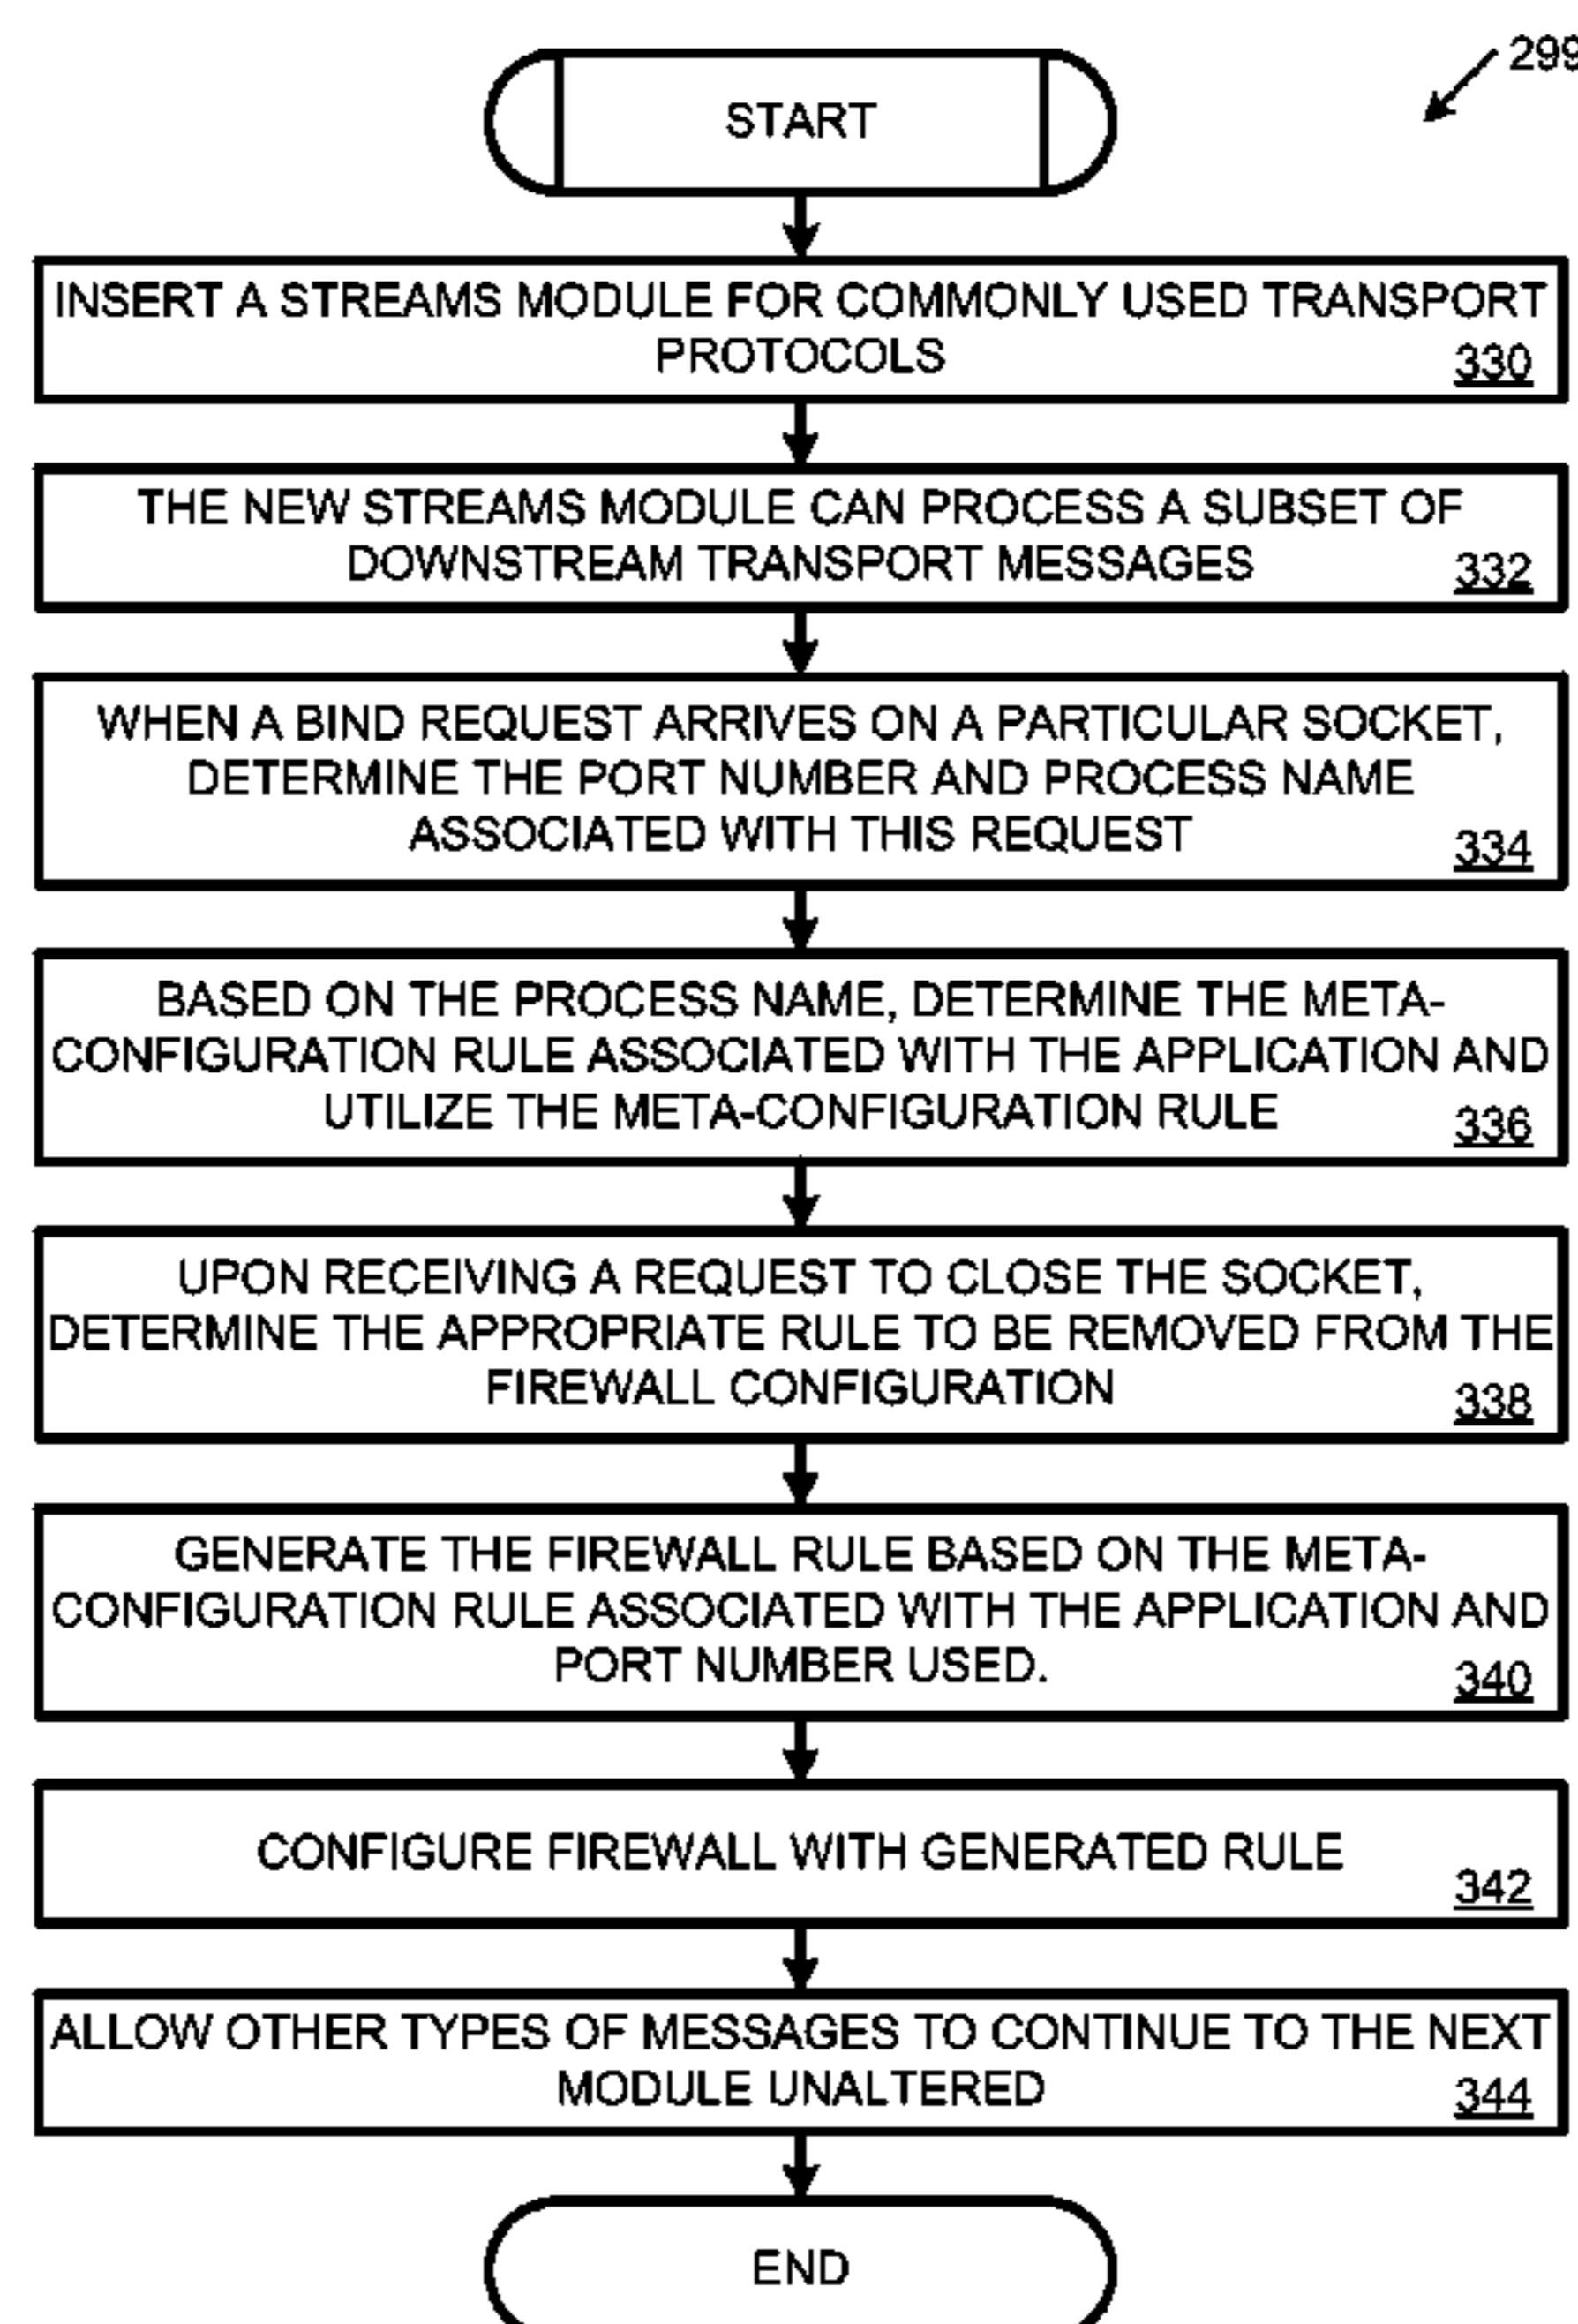 299
START
INSERT A STREAMS MODULE FOR COMMONLY USED TRANSPORT
PROTOCOLS
330
THE NEW STREAMS MODULE CAN PROCESS A SUBSET OF
DOWNSTREAM TRANSPORT MESSAGES
332
WHEN A BIND REQUEST ARRIVES ON A PARTICULAR SOCKET,
DETERMINE THE PORT NUMBER AND PROCESS NAME
ASSOCIATED WITH THIS REQUEST
334
BASED ON THE PROCESS NAME, DETERMINE THE META-
CONFIGURATION RULE ASSOCIATED WITH THE APPLICATION AND
UTILIZE THE META-CONFIGURATION RULE
336
UPON RECEIVING A REQUEST TO CLOSE THE SOCKET,
DETERMINE THE APPROPRIATE RULE TO BE REMOVED FROM THE
FIREWALL CONFIGURATION
338
GENERATE THE FIREWALL RULE BASED ON THE META-
CONFIGURATION RULE ASSOCIATED WITH THE APPLICATION AND
PORT NUMBER USED.
340
CONFIGURE FIREWALL WITH GENERATED RULE
342
ALLOW OTHER TYPES OF MESSAGES TO CONTINUE TO THE NEXT
MODULE UNALTERED
344
END